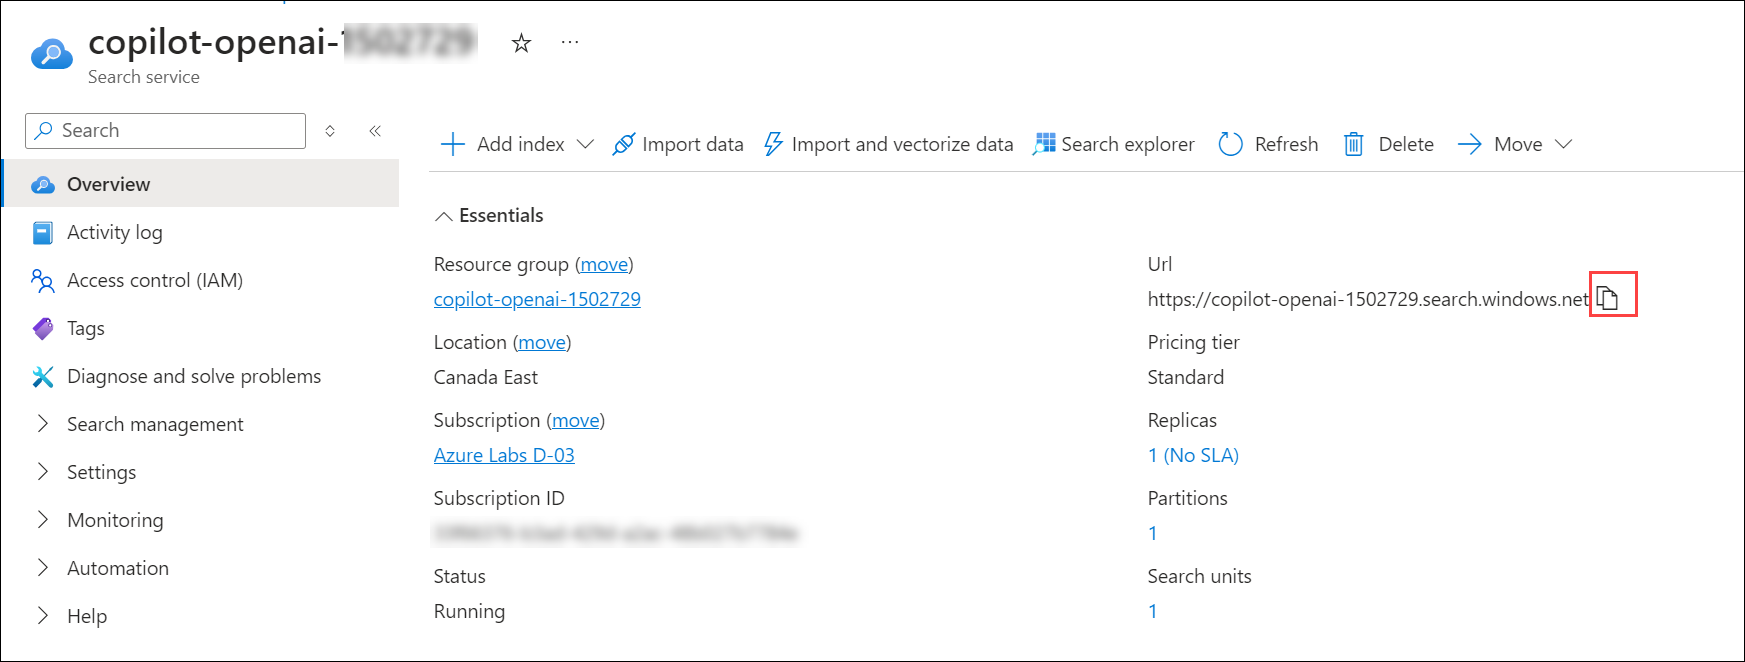 copilot-openai-
Search service
Search
Add index
Import data
Import and vectorize data
Search explorer
Refresh
Delete
Move
Overview
Activity log
Access control (IAM)
Tags
Diagnose and solve problems
Search management
Settings
Monitoring
Automation
Help
Essentials
Resource group (move)
copilot-openai-1502729
Location (move)
Canada East
Subscription (move)
Azure Labs D-03
Subscription ID
Status
Running
Url
https://copilot-openai-1502729.search.windows.net
Pricing tier
Standard
Replicas
1 (No SLA)
Partitions
1
Search units
1